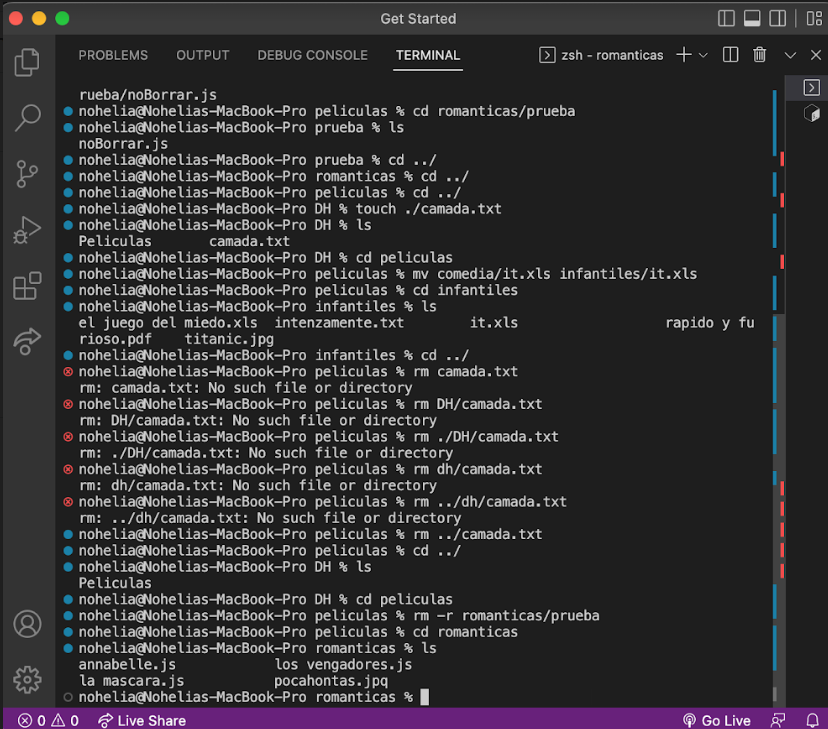 Get Started
PROBLEMS OUTPUT DEBUG CONSOLE TERMINAL zsh - romanticas
rueba/noBorrar.js
nohelia@Nohelias-MacBook-Pro peliculas % cd romanticas/prueba
nohelia@Nohelias-MacBook-Pro prueba % ls
noBorrar.js
nohelia@Nohelias-MacBook-Pro prueba % cd ../
nohelia@Nohelias-MacBook-Pro romanticas % cd ../
nohelia@Nohelias-MacBook-Pro peliculas % cd ../
nohelia@Nohelias-MacBook-Pro DH % touch ./camada.txt
nohelia@Nohelias-MacBook-Pro DH % ls
Peliculas camada.txt
nohelia@Nohelias-MacBook-Pro DH % cd peliculas
nohelia@Nohelias-MacBook-Pro peliculas % mv comedia/it.xls infantiles/it.xls
nohelia@Nohelias-MacBook-Pro peliculas % cd infantiles
nohelia@Nohelias-MacBook-Pro infantiles % ls
el juego del miedo.xls intenzamente.txt it.xls rapido y fu
rioso.pdf titanic.jpg
nohelia@Nohelias-MacBook-Pro infantiles % cd ../
nohelia@Nohelias-MacBook-Pro peliculas % rm camada.txt
rm: camada.txt: No such file or directory
nohelia@Nohelias-MacBook-Pro peliculas % rm DH/camada.txt
rm: DH/camada.txt: No such file or directory
nohelia@Nohelias-MacBook-Pro peliculas % rm ./DH/camada.txt
rm: ./DH/camada.txt: No such file or directory
nohelia@Nohelias-MacBook-Pro peliculas % rm dh/camada.txt
rm: dh/camada.txt: No such file or directory
nohelia@Nohelias-MacBook-Pro peliculas % rm ../dh/camada.txt
rm: ../dh/camada.txt: No such file or directory
nohelia@Nohelias-MacBook-Pro peliculas % rm ../camada.txt
nohelia@Nohelias-MacBook-Pro peliculas % cd ../
nohelia@Nohelias-MacBook-Pro DH % ls
Peliculas
nohelia@Nohelias-MacBook-Pro DH % cd peliculas
nohelia@Nohelias-MacBook-Pro peliculas % rm -r romanticas/prueba
nohelia@Nohelias-MacBook-Pro peliculas % cd romanticas
nohelia@Nohelias-MacBook-Pro romanticas % ls
annabelle.js los vengadores.js
la mascara.js pocahontas.jpq
nohelia@Nohelias-MacBook-Pro romanticas %
0 0 Live Share Go Live